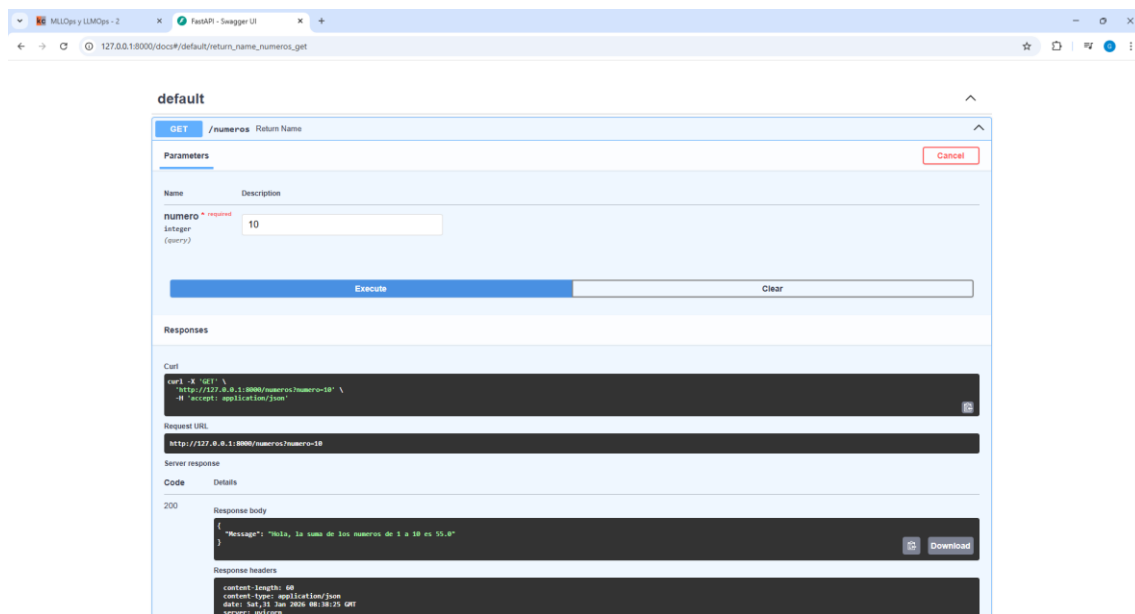 MLLOps y LLMOps - 2
FastAPI - Swagger UI
127.0.0.1:8000/docs#/default/return_name_numeros_get
G
default
GET /numeros Return Name
Parameters
Cancel
Name Description
numero * required
integer
(query)
10
Execute Clear
Responses
Curl
curl -X 'GET' \
'http://127.0.0.1:8000/numeros?numero=10' \
-H 'accept: application/json'
Request URL
http://127.0.0.1:8000/numeros?numero=10
Server response
Code Details
200
Response body
{
"Message": "Hola, la suma de los numeros de 1 a 10 es 55.0"
}
Download
Response headers
content-length: 60
content-type: application/json
date: Sat,31 Jan 2026 08:38:25 GMT
server: uvicorn